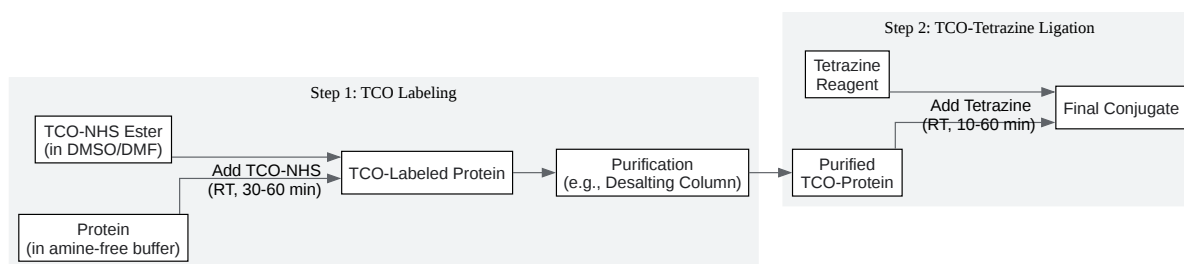 Step 1: TCO Labeling
TCO-NHS Ester
(in DMSO/DMF)
Add TCO-NHS
(RT, 30-60 min)
Protein
(in amine-free buffer)
TCO-Labeled Protein
Purification
(e.g., Desalting Column)
Step 2: TCO-Tetrazine Ligation
Tetrazine
Reagent
Add Tetrazine
(RT, 10-60 min)
Purified
TCO-Protein
Final Conjugate